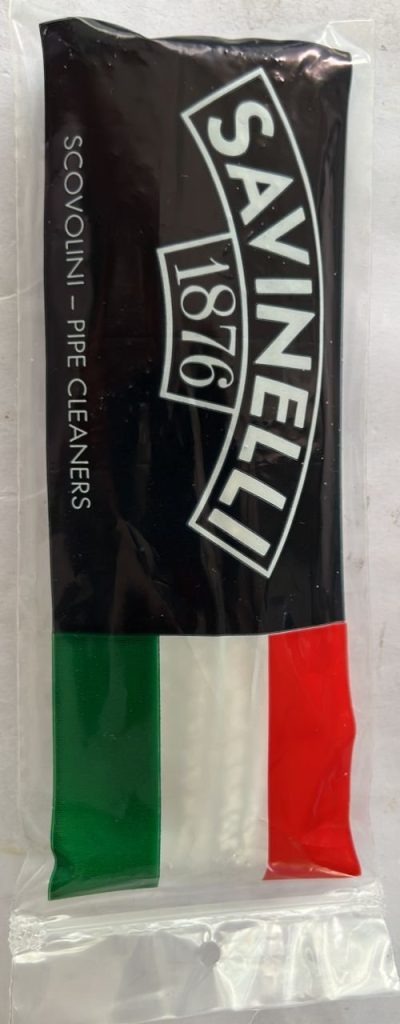 SAVINELLI
1876
SCOVOLINI – PIPE CLEANERS